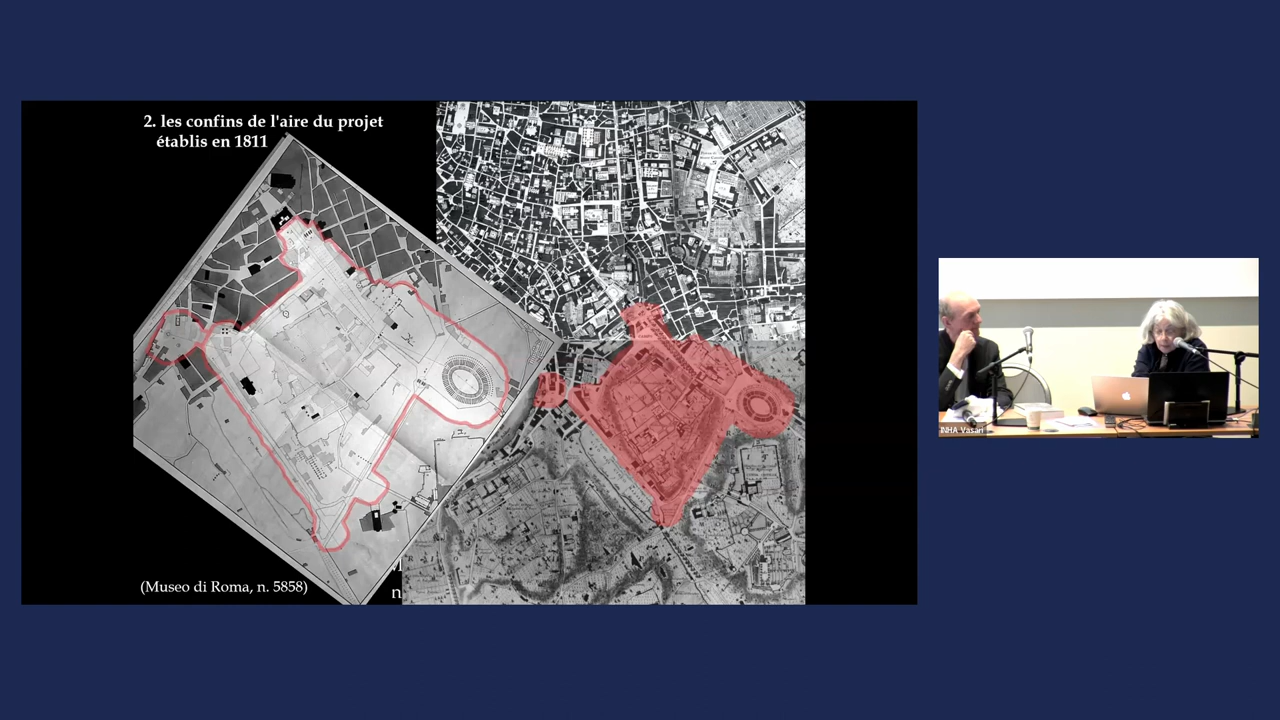 2. les confins de l'aire du projet
établis en 1811
(Museo di Roma, n. 5858)
n
INHA Vasari